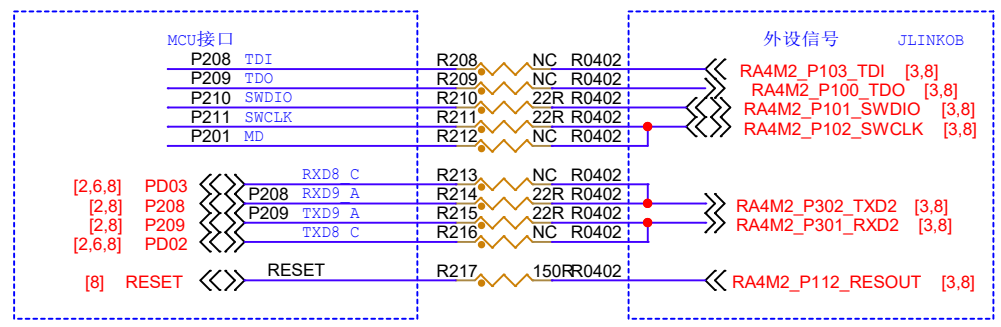 MCU接口 外设信号 JLINKOB
P208 TDI R208 NC R0402 RA4M2_P103_TDI [3,8]
P209 TDO R209 NC R0402 RA4M2_P100_TDO [3,8]
P210 SWDIO R210 22R R0402 RA4M2_P101_SWDIO [3,8]
P211 SWCLK R211 22R R0402 RA4M2_P102_SWCLK [3,8]
P201 MD R212 NC R0402
[2,6,8] PD03 RXD8_C R213 NC R0402
[2,8] P208 P208 RXD9_A R214 22R R0402 RA4M2_P302_TXD2 [3,8]
[2,8] P209 P209 TXD9_A R215 22R R0402 RA4M2_P301_RXD2 [3,8]
[2,6,8] PD02 TXD8_C R216 NC R0402
[8] RESET RESET R217 150R R0402 RA4M2_P112_RESOUT [3,8]